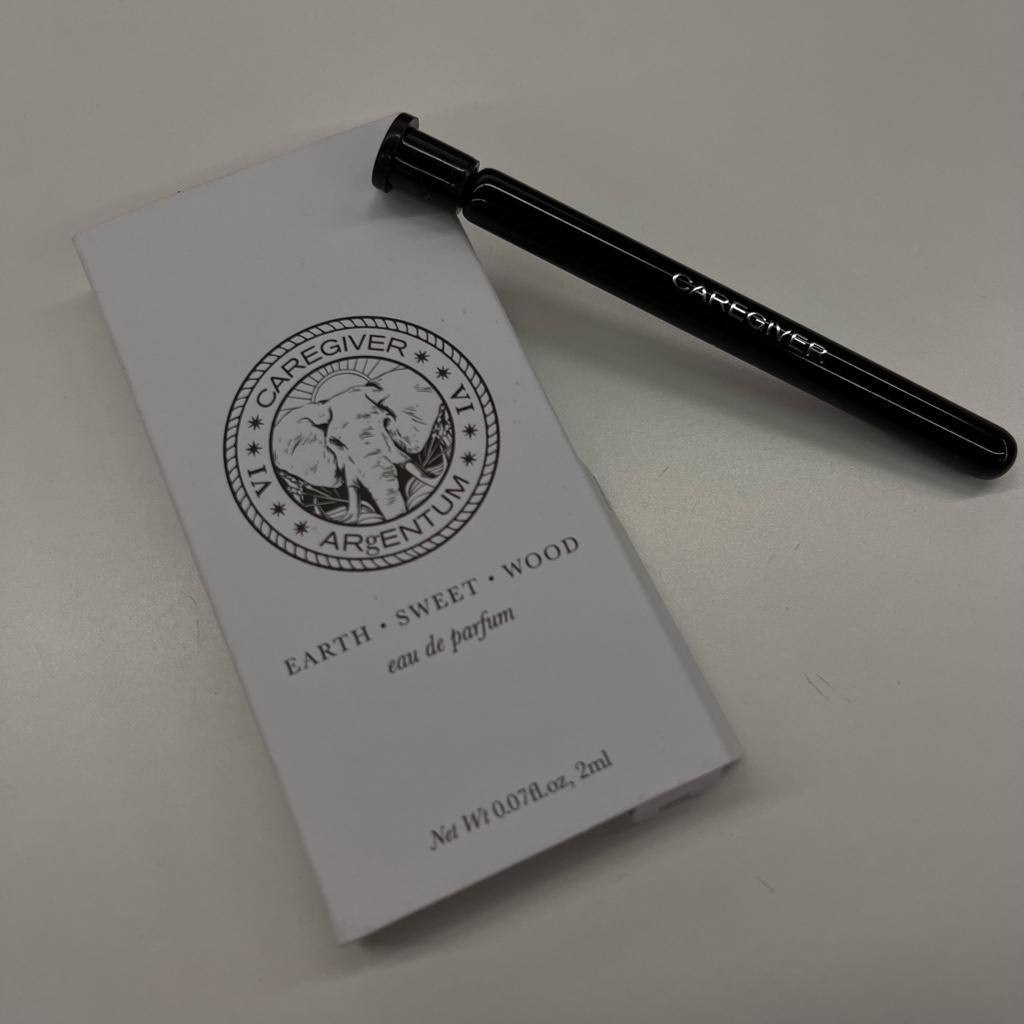 CAREGIVER
VI
ARgENTUM
VI
EARTH • SWEET • WOOD
eau de parfum
Net Wt 0.07fl.oz, 2ml
CAREGIVER